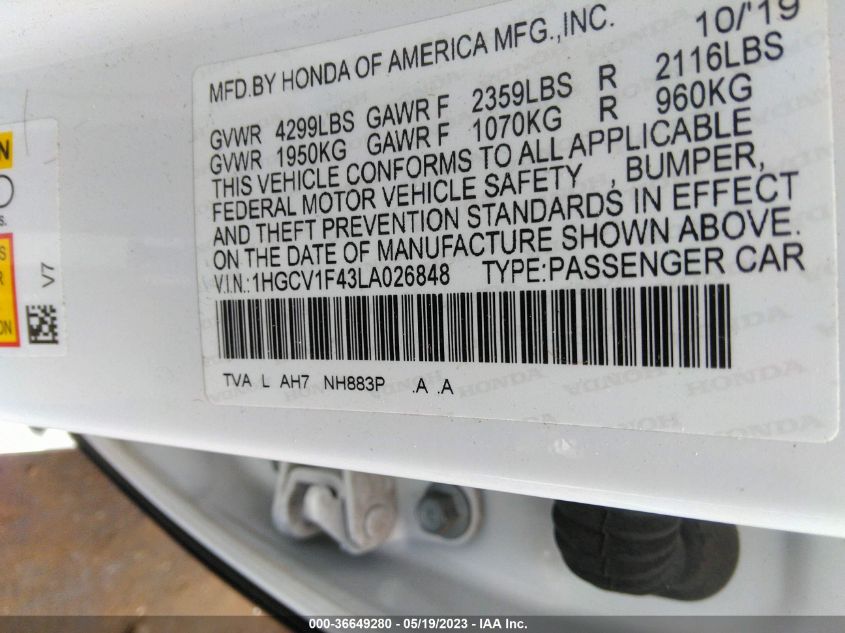 10/'19
MFD.BY HONDA OF AMERICA MFG.,INC.
GVWR 4299LBS GAWR F 2359LBS R 2116LBS
GVWR 1950KG GAWR F 1070KG R 960KG
THIS VEHICLE CONFORMS TO ALL APPLICABLE
FEDERAL MOTOR VEHICLE SAFETY , BUMPER,
AND THEFT PREVENTION STANDARDS IN EFFECT
ON THE DATE OF MANUFACTURE SHOWN ABOVE.
V.I.N.:1HGCV1F43LA026848 TYPE:PASSENGER CAR
TVA L AH7 NH883P .A .A
V7
000-36649280 - 05/19/2023 - IAA Inc.